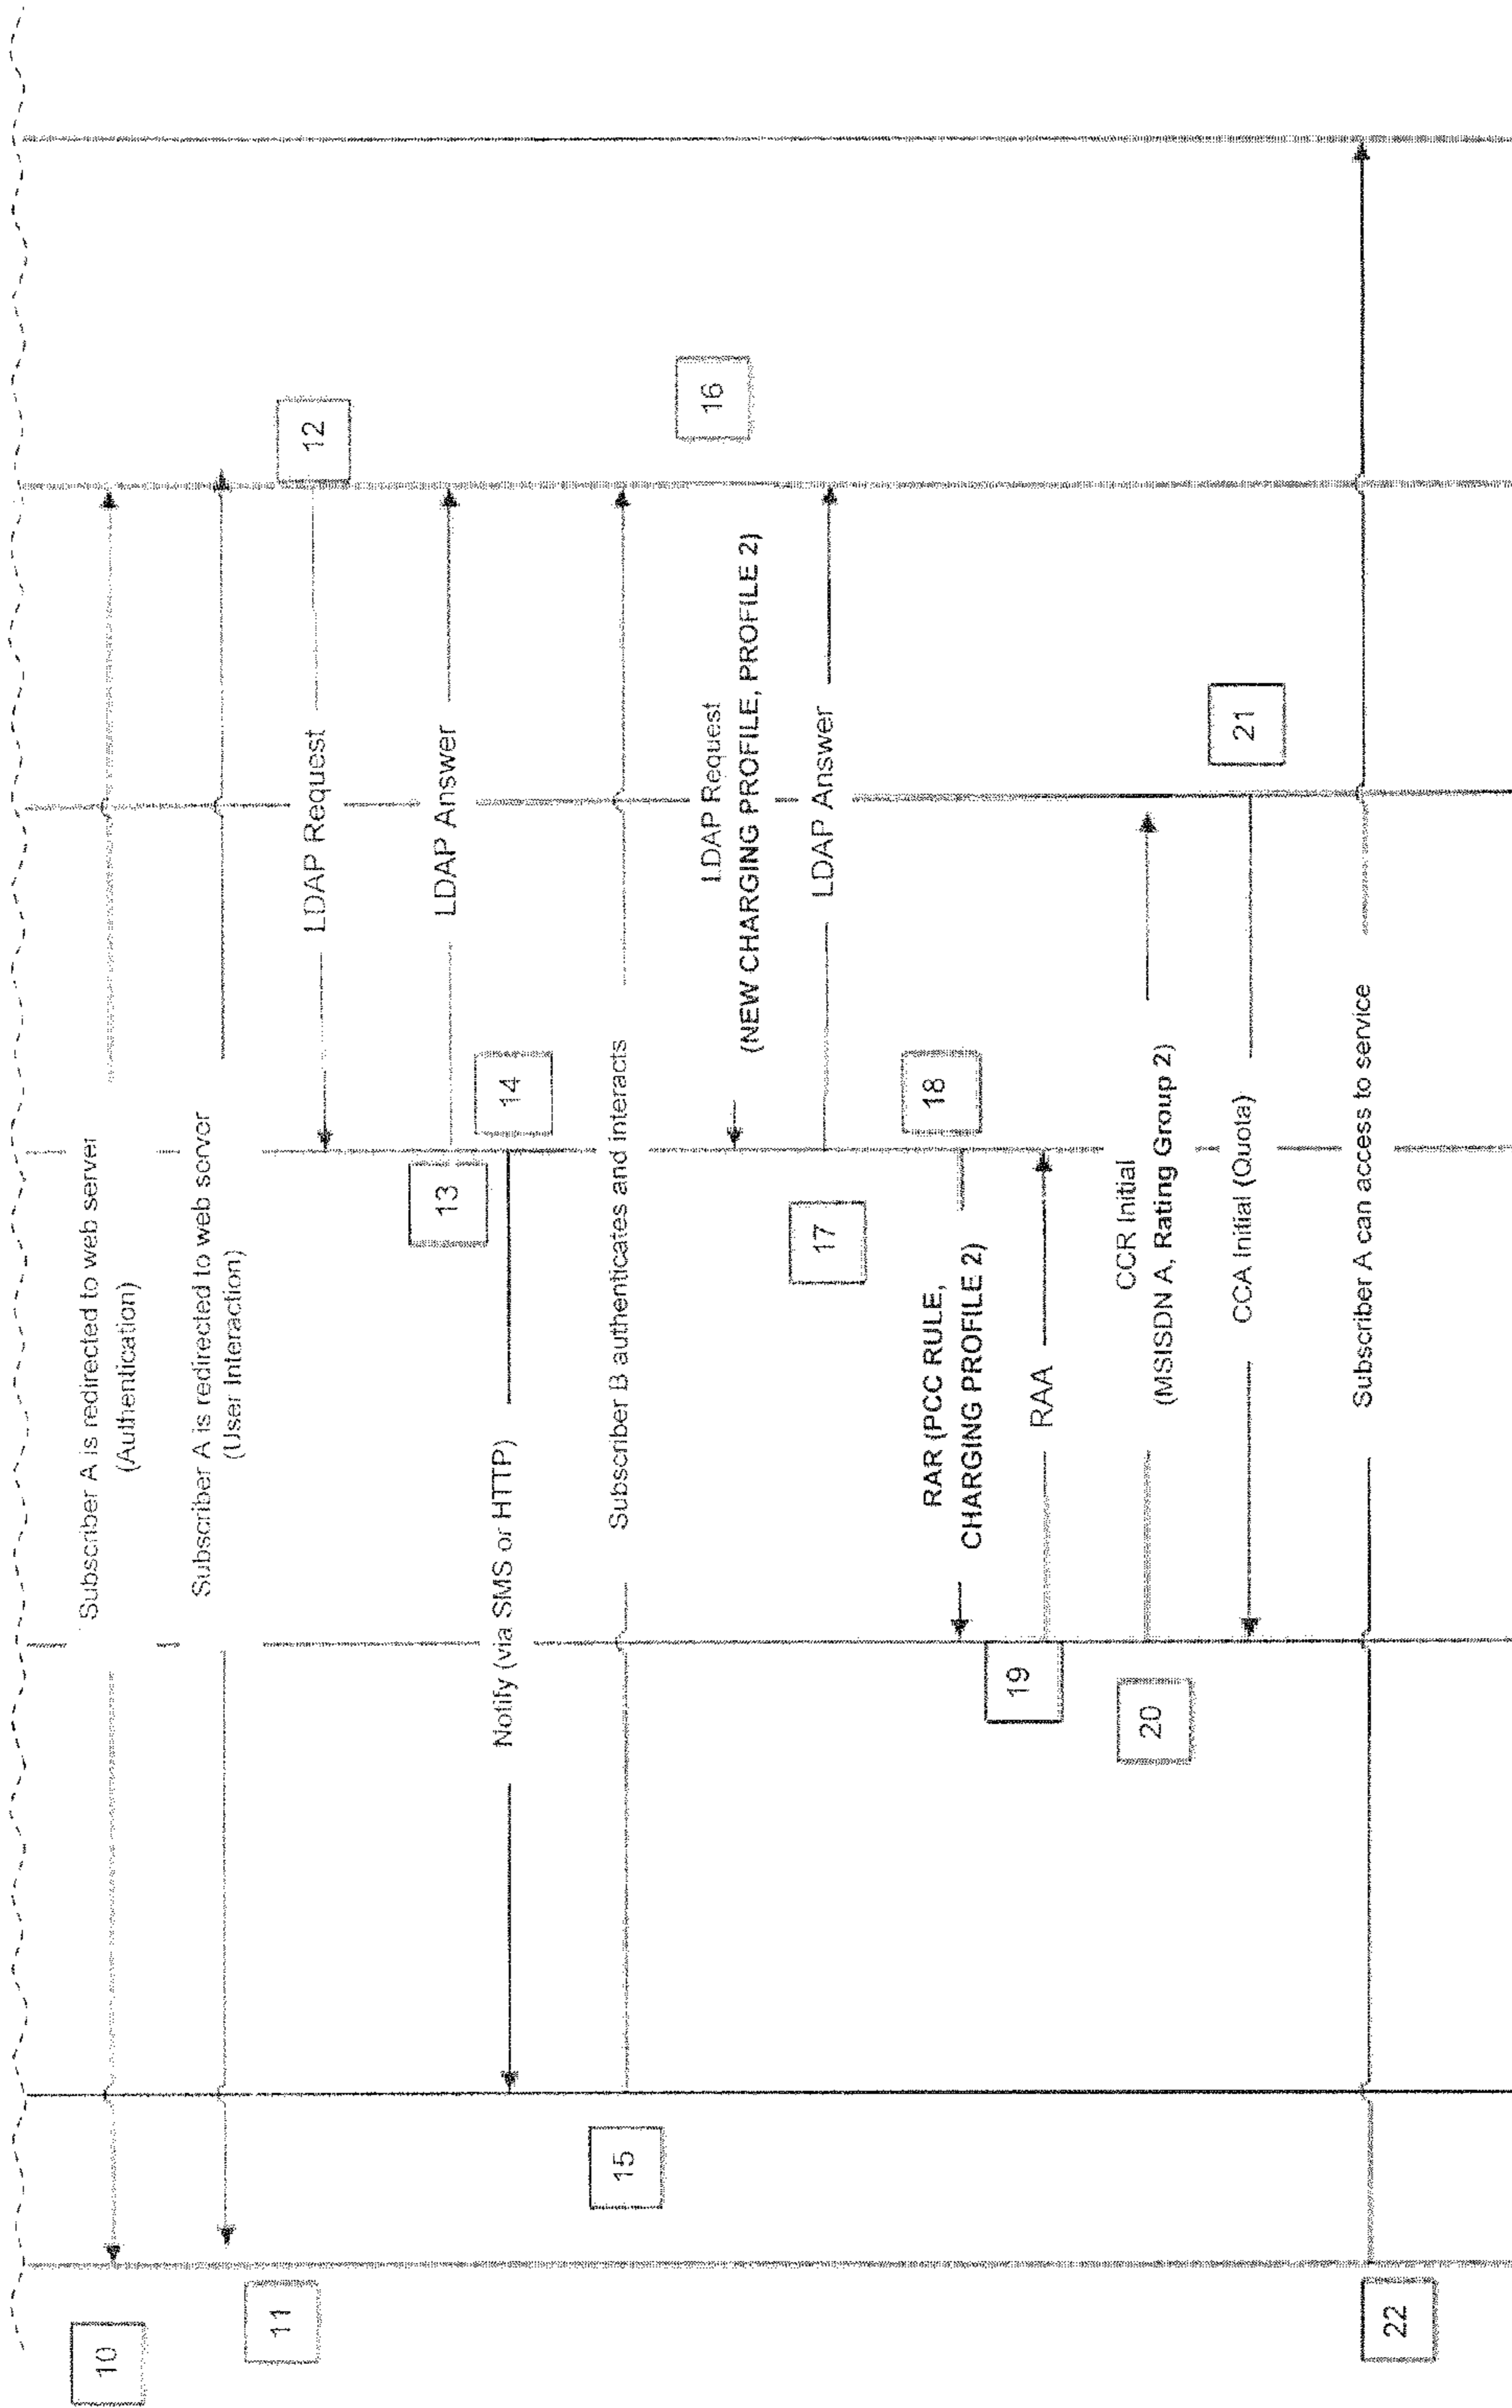 10
Subscriber A is redirected to web server
(Authentication)
11
Subscriber A is redirected to web server
(User Interaction)
12
LDAP Request
13
LDAP Answer
14
Notify (via SMS or HTTP)
15
Subscriber B authenticates and interacts
16
LDAP Request
(NEW CHARGING PROFILE, PROFILE 2)
17
LDAP Answer
18
RAR (PCC RULE,
CHARGING PROFILE 2)
19
RAA
20
CCR Initial
(MSISDN A, Rating Group 2)
21
CCA Initial (Quota)
22
Subscriber A can access to service